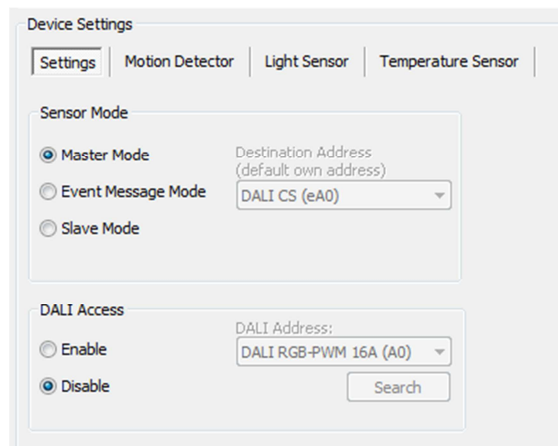 Device Settings
Settings Motion Detector Light Sensor Temperature Sensor
Sensor Mode
Master Mode
Event Message Mode
Slave Mode
Destination Address
(default own address)
DALI CS (eA0)
DALI Access
Enable
Disable
DALI Address:
DALI RGB-PWM 16A (A0)
Search